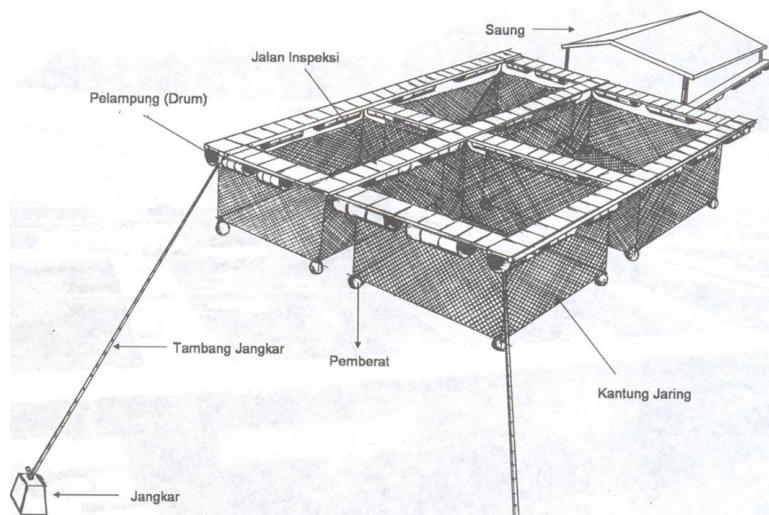 Saung
Jalan Inspeksi
Pelampung (Drum)
Tambang Jangkar
Pemberat
Kantung Jaring
Jangkar